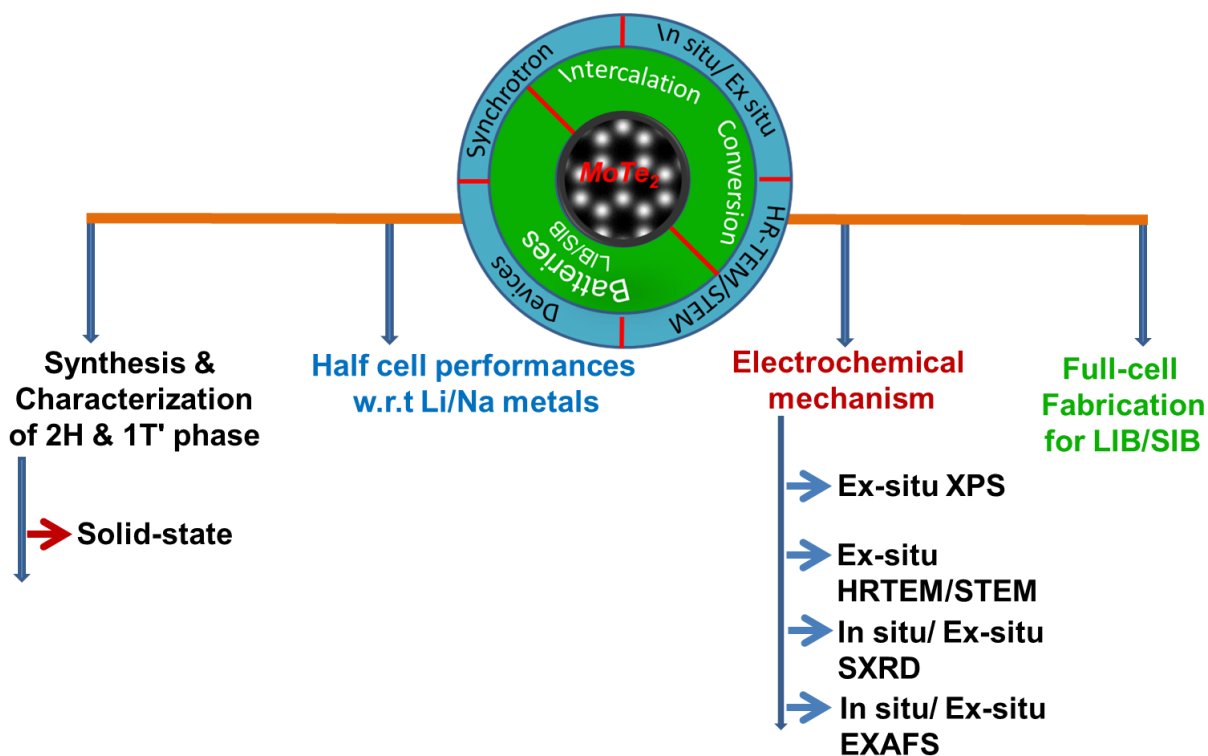 Synchrotron
In situ/ Ex situ
Intercalation
Conversion
MoTe2
LIB/SIB
Batteries
Devices
HR-TEM/STEM
Synthesis &
Characterization
of 2H & 1T' phase
Solid-state
Half cell performances
w.r.t Li/Na metals
Electrochemical
mechanism
Ex-situ XPS
Ex-situ
HRTEM/STEM
In situ/ Ex-situ
SXRD
In situ/ Ex-situ
EXAFS
Full-cell
Fabrication
for LIB/SIB